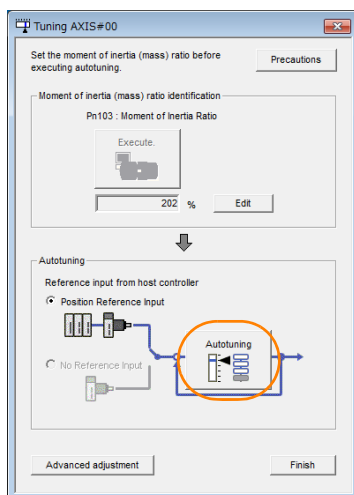 Tuning AXIS#00
Set the moment of inertia (mass) ratio before
executing autotuning.
Precautions
Moment of inertia (mass) ratio identification
Pn103 : Moment of Inertia Ratio
Execute.
202 % Edit
Autotuning
Reference input from host controller
Position Reference Input
Autotuning
No Reference Input
Advanced adjustment Finish